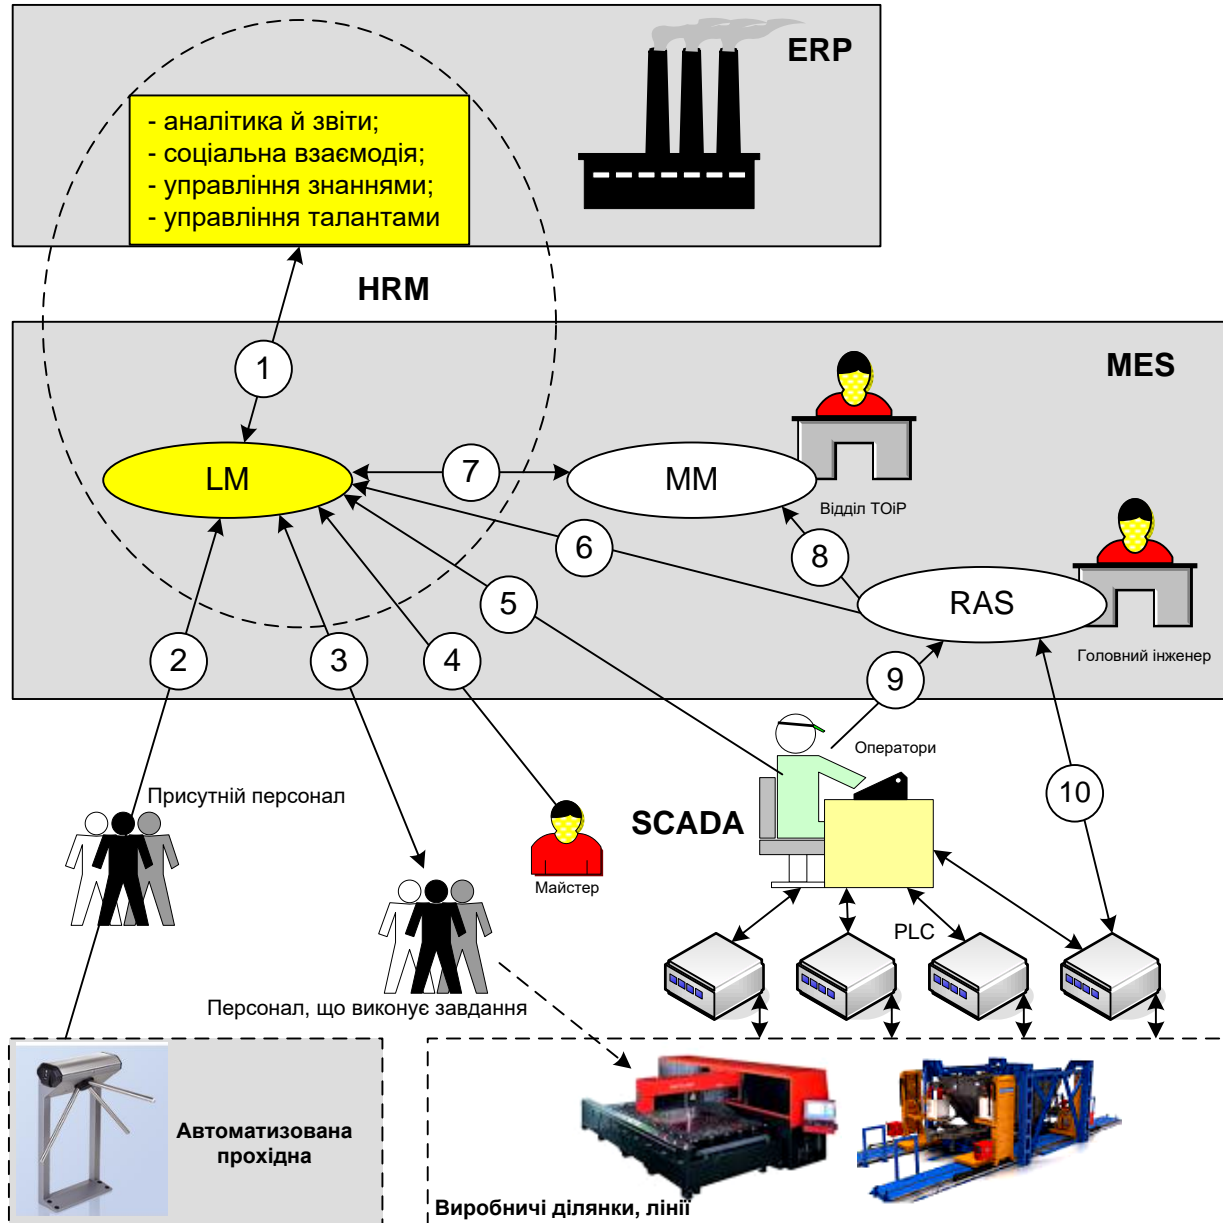 ERP
- аналітика й звіти;
- соціальна взаємодія;
- управління знаннями;
- управління талантами
HRM
MES
1
LM
7
MM
Відділ ТОіР
6
8
5
RAS
2
3
4
9
Головний інженер
Оператори
10
Присутній персонал
SCADA
Майстер
PLC
Персонал, що виконує завдання
Автоматизована
прохідна
Виробничі ділянки, лінії